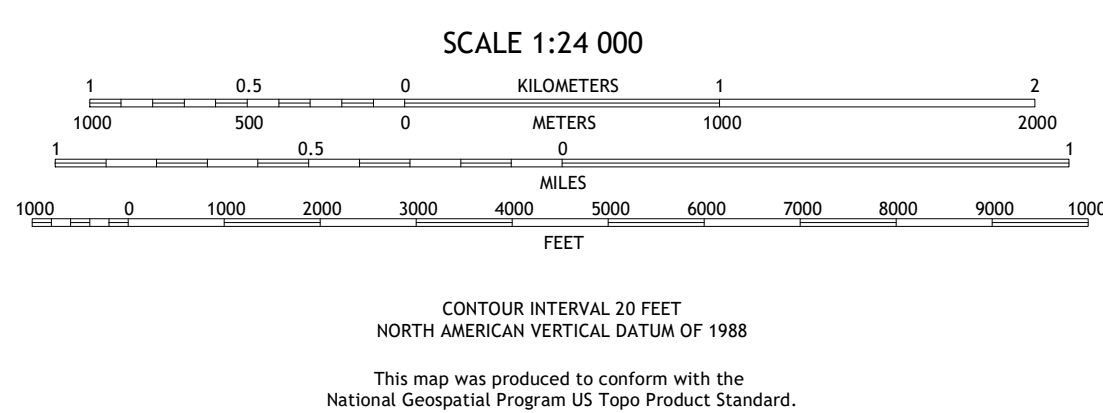 SCALE 1:24 000
1 0.5 0 KILOMETERS 1 2
1000 500 0 METERS 1000 2000
1 0.5 0 1
MILES
1000 0 1000 2000 3000 4000 5000 6000 7000 8000 9000 1000
FEET
CONTOUR INTERVAL 20 FEET
NORTH AMERICAN VERTICAL DATUM OF 1988
This map was produced to conform with the
National Geospatial Program US Topo Product Standard.